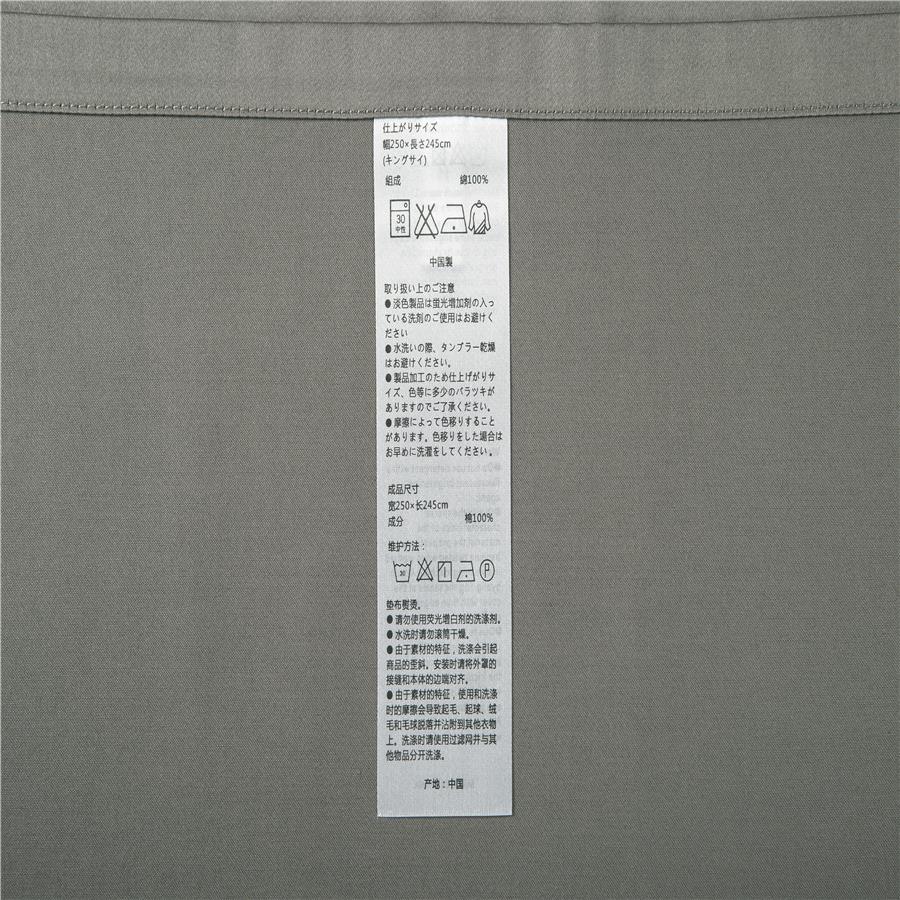 仕上がりサイズ
幅250×長さ245cm
(キングサイ)
組成 綿100%
30
中性
中国製
取り扱い上のご注意
●淡色製品は蛍光増加剤の入っ
ている洗剤のご使用はお避けく
ださい
●水洗いの際、タンブラー乾燥
はお避けください。
●製品加工のため仕上げがりサ
イズ、色等に多少のバラツキが
ありますのでご了承ください。
●摩擦によって色移りすること
があります。色移りをした場合は
お早めに洗濯をしてください。
成品尺寸
宽250×长245cm
成分 棉100%
维护方法：
30
P
垫布熨烫。
●请勿使用荧光增白剂的洗涤剂。
●水洗时请勿滚筒干燥。
●由于素材的特征，洗涤会引起
商品的歪斜。安装时请将外罩的
接缝和本体的边端对齐。
●由于素材的特征，使用和洗涤
时的摩擦会导致起毛、起球、绒
毛和毛球脱落并沾附到其他衣物
上。洗涤时请使用过滤网并与其
他物品分开洗涤。
产地：中国